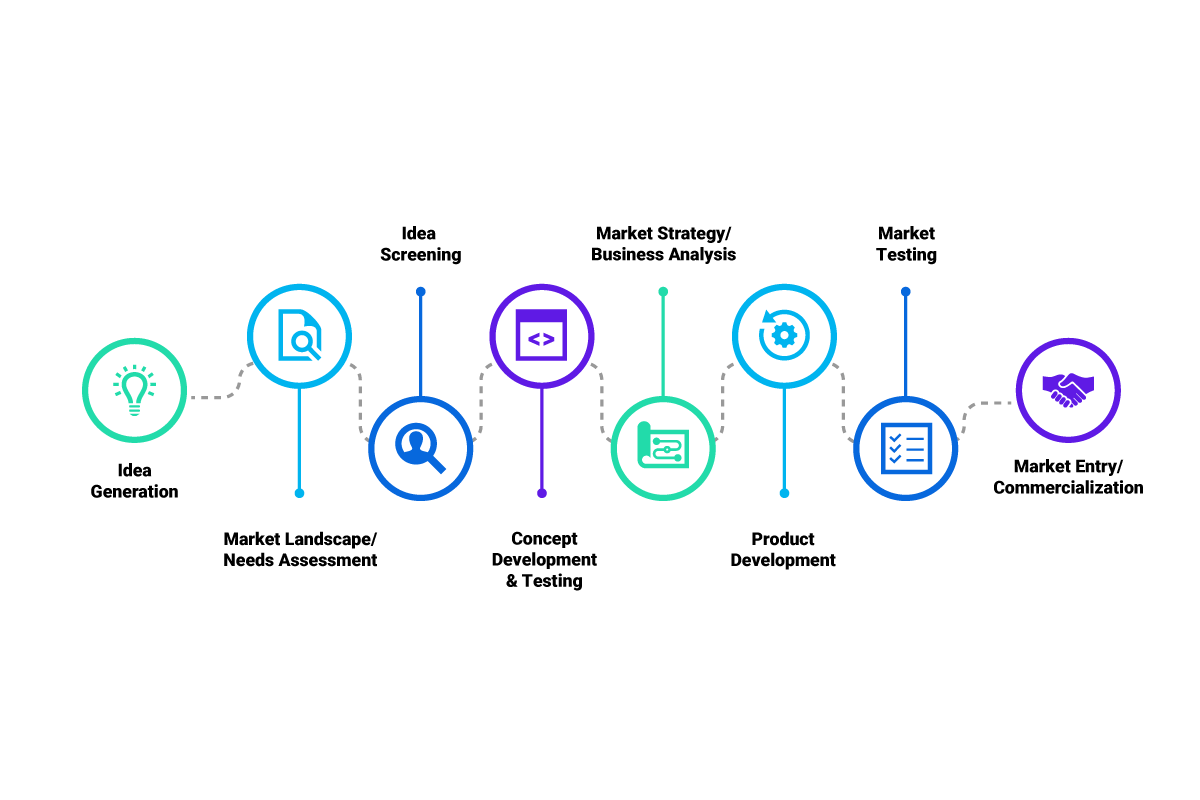 Idea
Generation
Market Landscape/
Needs Assessment
Idea
Screening
< >
Concept
Development
& Testing
Market Strategy/
Business Analysis
Product
Development
Market
Testing
Market Entry/
Commercialization